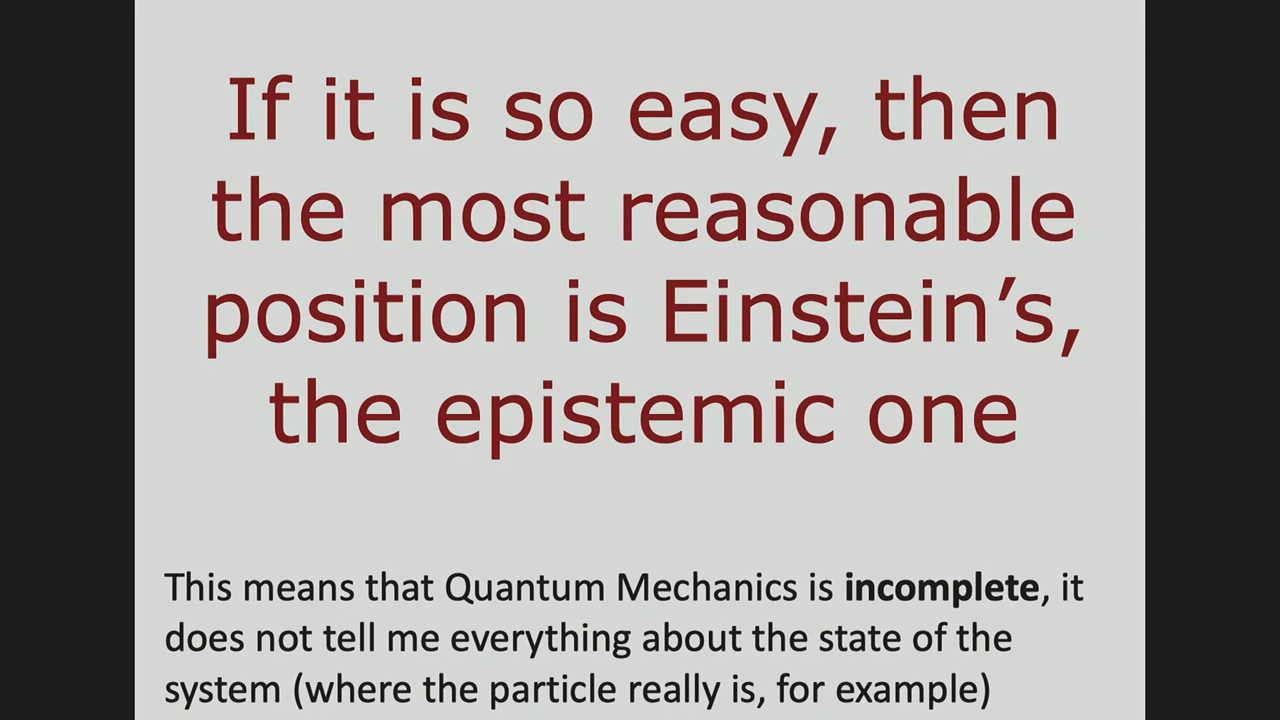 If it is so easy, then
the most reasonable
position is Einstein’s,
the epistemic one
This means that Quantum Mechanics is incomplete, it
does not tell me everything about the state of the
system (where the particle really is, for example)